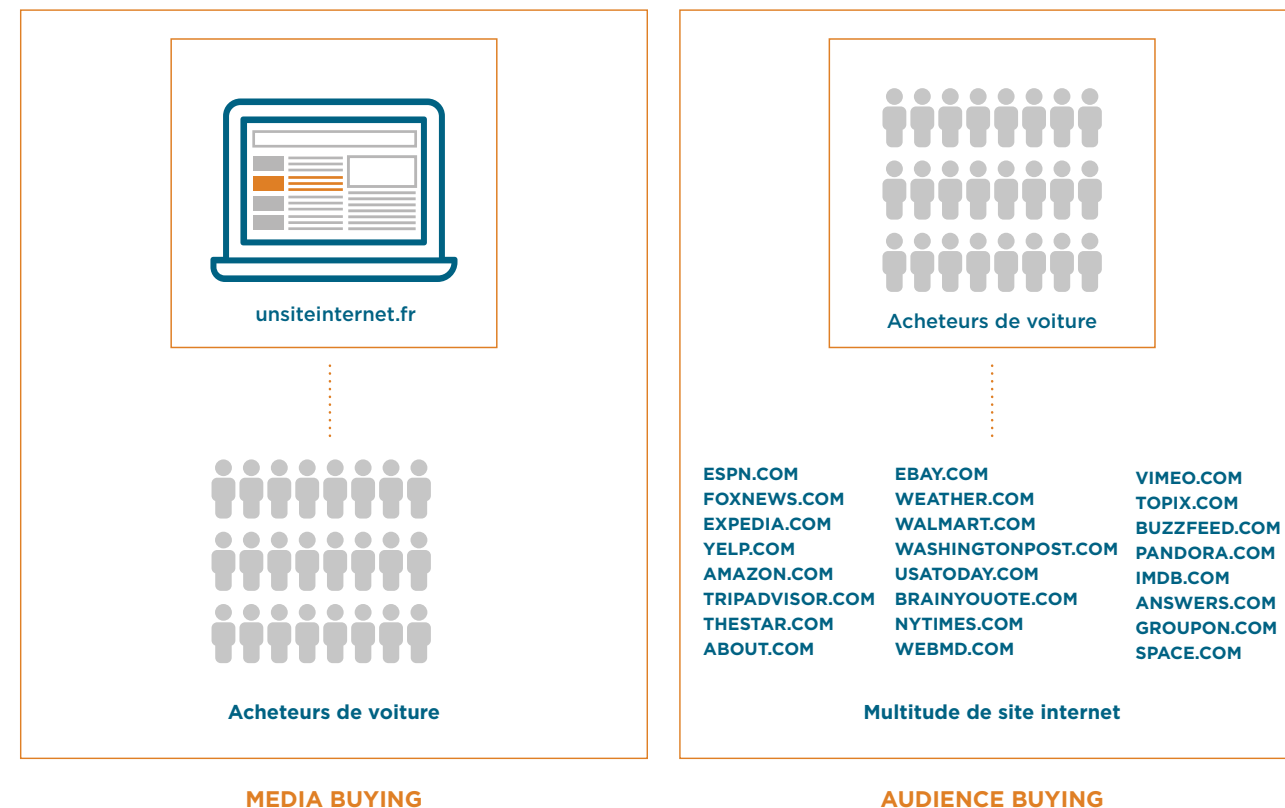 unsiteinternet.fr
Acheteurs de voiture
MEDIA BUYING
Acheteurs de voiture
ESPN.COM
FOXNEWS.COM
EXPEDIA.COM
YELP.COM
AMAZON.COM
TRIPADVISOR.COM
THESTAR.COM
ABOUT.COM
EBAY.COM
WEATHER.COM
WALMART.COM
WASHINGTONPOST.COM
USATODAY.COM
BRAINYOUOTE.COM
NYTIMES.COM
WEBMD.COM
VIMEO.COM
TOPIX.COM
BUZZFEED.COM
PANDORA.COM
IMDB.COM
ANSWERS.COM
GROUPON.COM
SPACE.COM
Multitude de site internet
AUDIENCE BUYING